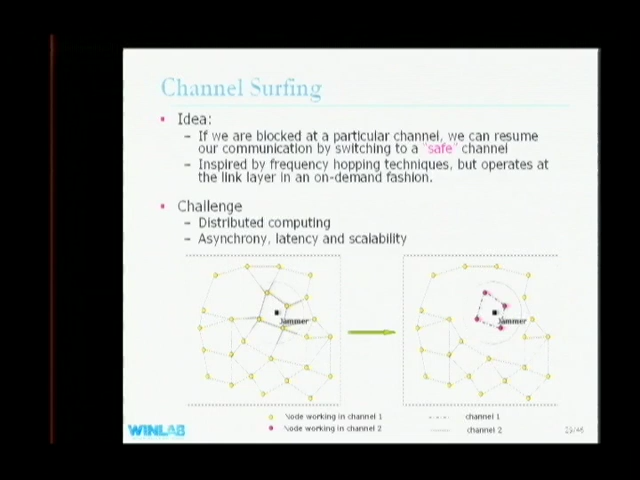 Channel Surfing
• Idea:
– If we are blocked at a particular channel, we can resume
our communication by switching to a "safe" channel
– Inspired by frequency hopping techniques, but operates at
the link layer in an on-demand fashion.
• Challenge
– Distributed computing
– Asynchrony, latency and scalability
Jammer
Jammer
Node working in channel 1
channel 1
Node working in channel 2
channel 2
WINLAB